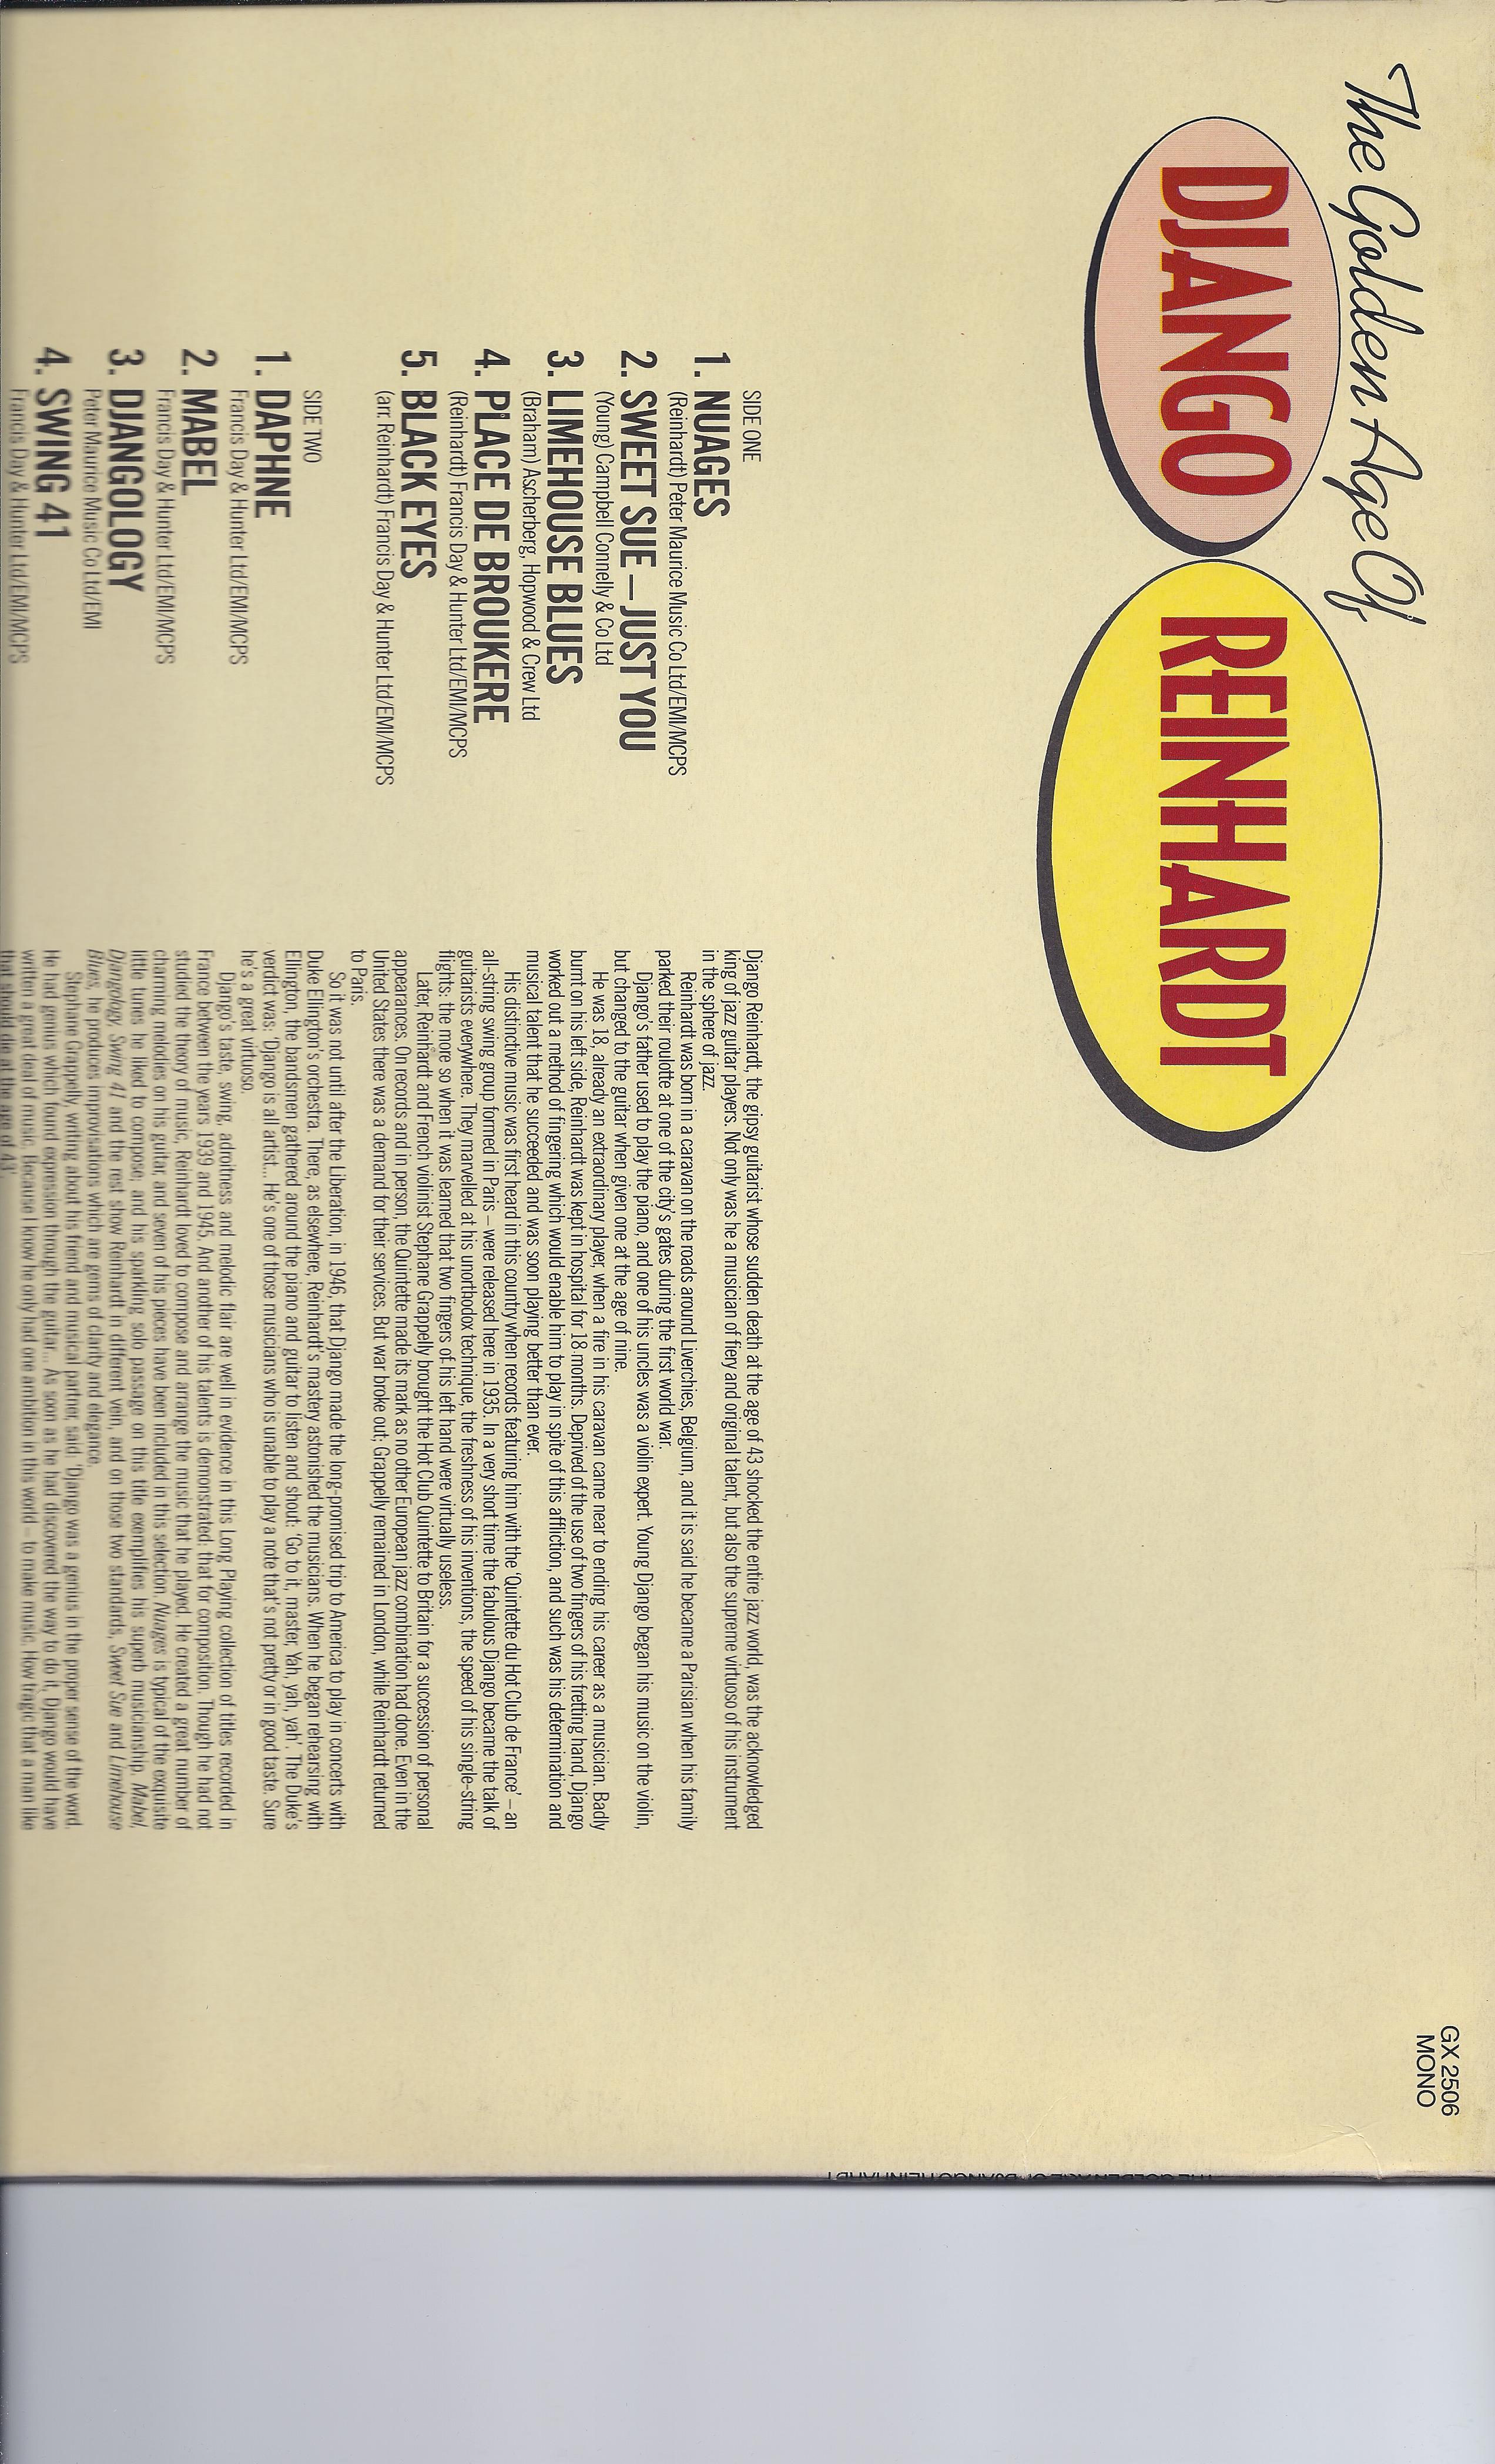 The Golden Age Of
DJANGO REINHARDT
GX 2506
MONO
SIDE ONE
1. NUAGES
(Reinhardt) Peter Maurice Music Co Ltd/EMI/MCPS
2. SWEET SUE – JUST YOU
(Young) Campbell Connelly & Co Ltd
3. LIMEHOUSE BLUES
(Braham) Ascherberg, Hopwood & Crew Ltd
4. PLACE DE BROUKERE
(Reinhardt) Francis Day & Hunter Ltd/EMI/MCPS
5. BLACK EYES
(arr. Reinhardt) Francis Day & Hunter Ltd/EMI/MCPS
SIDE TWO
1. DAPHNE
Francis Day & Hunter Ltd/EMI/MCPS
2. MABEL
Francis Day & Hunter Ltd/EMI/MCPS
3. DJANGOLOGY
Peter Maurice Music Co Ltd/EMI
4. SWING 41
Francis Day & Hunter Ltd/EMI/MCPS
Django Reinhardt, the gipsy guitarist whose sudden death at the age of 43 shocked the entire jazz world, was the acknowledged
king of jazz guitar players. Not only was he a musician of fiery and original talent, but also the supreme virtuoso of his instrument
in the sphere of jazz.
Reinhardt was born in a caravan on the roads around Liverchies, Belgium, and it is said he became a Parisian when his family
parked their roulotte at one of the city's gates during the first world war.
Django's father used to play the piano, and one of his uncles was a violin expert. Young Django began his music on the violin,
but changed to the guitar when given one at the age of nine.
He was 18, already an extraordinary player, when a fire in his caravan came near to ending his career as a musician. Badly
burnt on his left side, Reinhardt was kept in hospital for 18 months. Deprived of the use of two fingers of his fretting hand, Django
worked out a method of fingering which would enable him to play in spite of this affliction, and such was his determination and
musical talent that he succeeded and was soon playing better than ever.
His distinctive music was first heard in this country when records featuring him with the 'Quintette du Hot Club de France' – an
all-string swing group formed in Paris – were released here in 1935. In a very short time the fabulous Django became the talk of
guitarists everywhere. They marvelled at his unorthodox technique, the freshness of his inventions, the speed of his single-string
flights: the more so when it was learned that two fingers of his left hand were virtually useless.
Later, Reinhardt and French violinist Stephane Grappelly brought the Hot Club Quintette to Britain for a succession of personal
appearances. On records and in person, the Quintette made its mark as no other European jazz combination had done. Even in the
United States there was a demand for their services. But war broke out; Grappelly remained in London, while Reinhardt returned
to Paris.
So it was not until after the Liberation, in 1946, that Django made the long-promised trip to America to play in concerts with
Duke Ellington's orchestra. There, as elsewhere, Reinhardt's mastery astonished the musicians. When he began rehearsing with
Ellington, the bandsmen gathered around the piano and guitar to listen and shout: 'Go to it, master, Yah, yah, yah'. The Duke's
verdict was: 'Django is all artist... He's one of those musicians who is unable to play a note that's not pretty or in good taste. Sure
he's a great virtuoso.
Django's taste, swing, adroitness and melodic flair are well in evidence in this Long Playing collection of titles recorded in
France between the years 1939 and 1945. And another of his talents is demonstrated: that for composition. Though he had not
studied the theory of music, Reinhardt loved to compose and arrange the music that he played. He created a great number of
charming melodies on his guitar, and seven of his pieces have been included in this selection. Nuages is typical of the exquisite
little tunes he liked to compose; and his sparkling solo passage on this title exemplifies his superb musicianship. Mabel,
Djangology, Swing 41 and the rest show Reinhardt in different vein, and on those two standards, Sweet Sue and Limehouse
Blues, he produces improvisations which are gems of clarity and elegance.
Stephane Grappelly, writing about his friend and musical partner, said: 'Django was a genius in the proper sense of the word.
He had genius which found expression through the guitar... As soon as he had discovered the way to do it, Django would have
written a great deal of music. Because I know he only had one ambition in this world – to make music. How tragic that a man like
that should die at the age of 43'.
THE GOLDEN AGE OF DJANGO REINHARDT